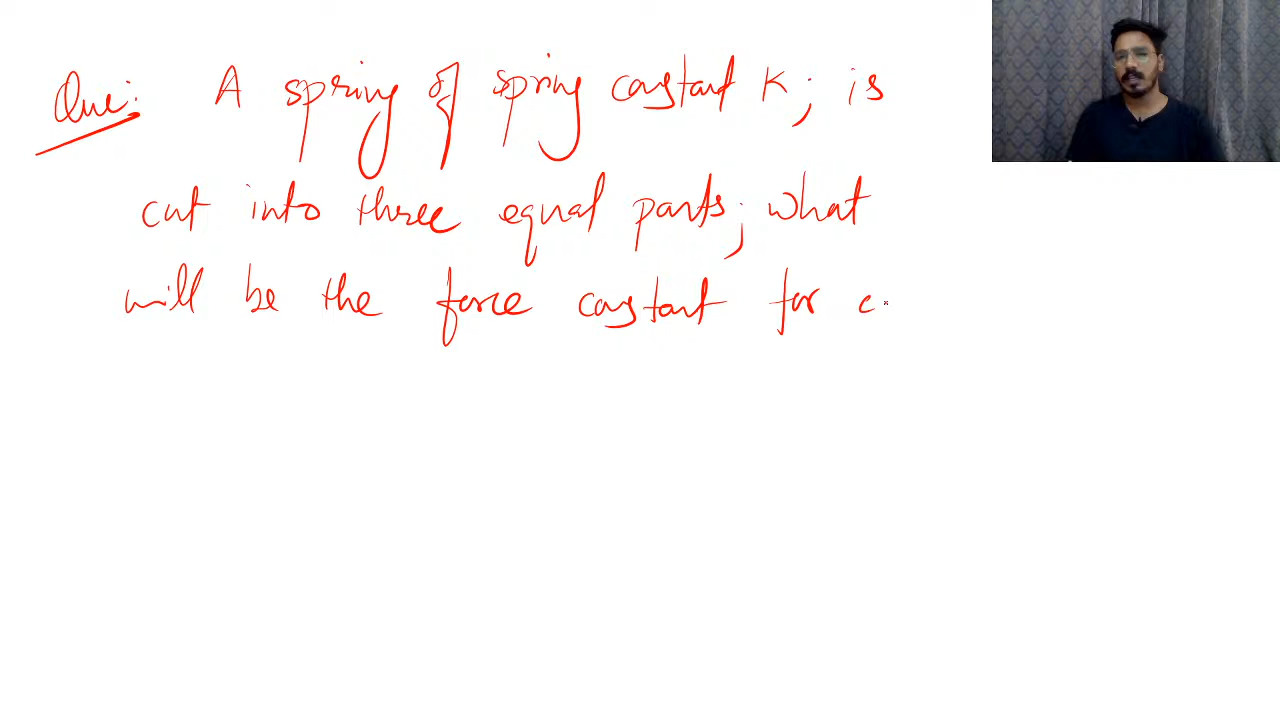 Que:  A spring of spring constant K; is
cut into three equal parts; what
will be the force constant for